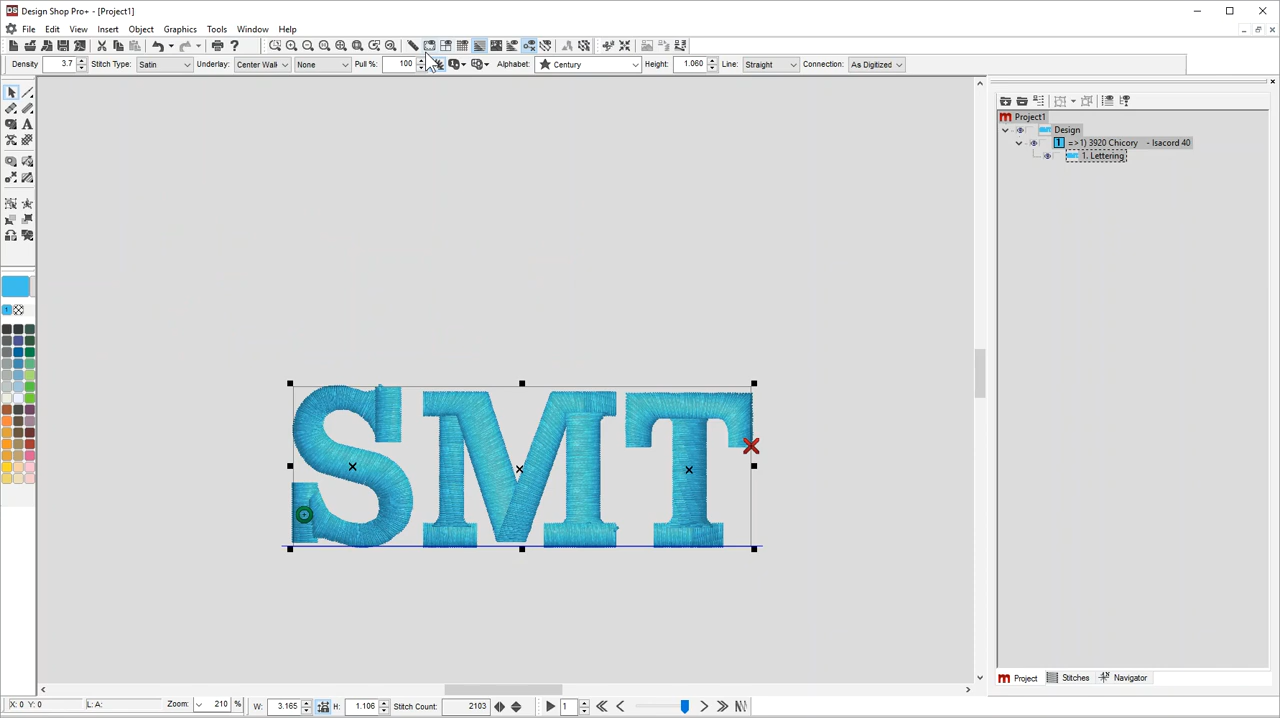 DS Design Shop Pro+ - [Project1]
File Edit View Insert Object Graphics Tools Window Help
Density 3.7 Stitch Type: Satin Underlay: Center Walk None Pull %: 100 Alphabet: Century Height: 1.060 Line: Straight Connection: As Digitized
Project1
Design
1 =>1) 3920 Chicory - Isacord 40
1. Lettering
A
1
SMT
Project Stitches Navigator
X: 0 Y: 0 L: A: Zoom: 210 % W: 3.165 H: 1.106 Stitch Count: 2103 1